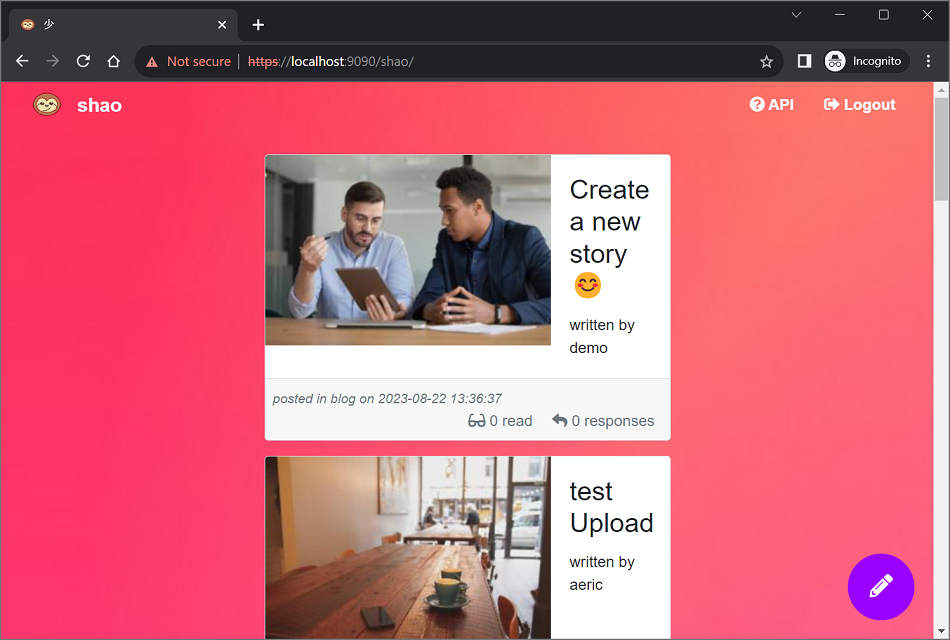 少
Not secure https://localhost:9090/shao/ Incognito
shao API Logout
Create
a new
story
😊
written by
demo
posted in blog on 2023-08-22 13:36:37
0 read 0 responses
test
Upload
written by
aeric